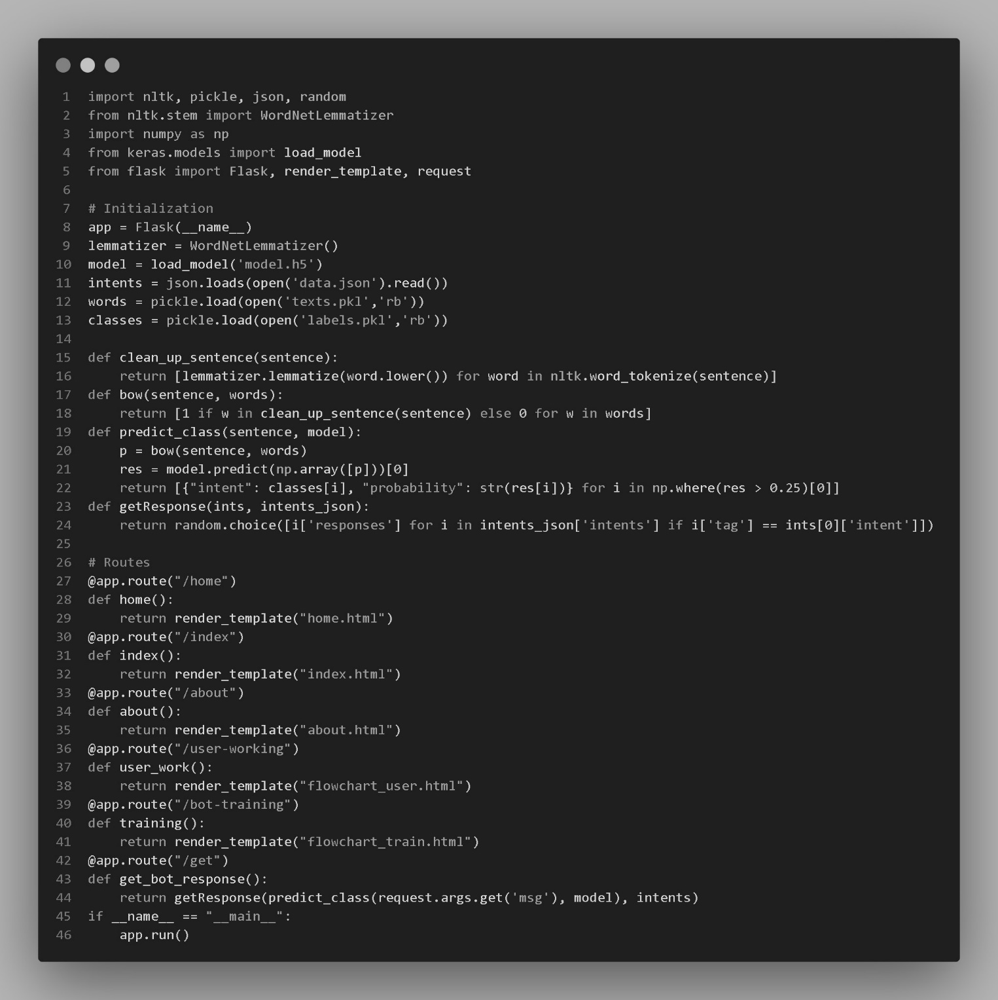 1 import nltk, pickle, json, random
2 from nltk.stem import WordNetLemmatizer
3 import numpy as np
4 from keras.models import load_model
5 from flask import Flask, render_template, request
6
7 # Initialization
8 app = Flask(__name__)
9 lemmatizer = WordNetLemmatizer()
10 model = load_model('model.h5')
11 intents = json.loads(open('data.json').read())
12 words = pickle.load(open('texts.pkl','rb'))
13 classes = pickle.load(open('labels.pkl','rb'))
14
15 def clean_up_sentence(sentence):
16     return [lemmatizer.lemmatize(word.lower()) for word in nltk.word_tokenize(sentence)]
17 def bow(sentence, words):
18     return [1 if w in clean_up_sentence(sentence) else 0 for w in words]
19 def predict_class(sentence, model):
20     p = bow(sentence, words)
21     res = model.predict(np.array([p]))[0]
22     return [{"intent": classes[i], "probability": str(res[i])} for i in np.where(res > 0.25)[0]]
23 def getResponse(ints, intents_json):
24     return random.choice([i['responses'] for i in intents_json['intents'] if i['tag'] == ints[0]['intent']])
25
26 # Routes
27 @app.route("/home")
28 def home():
29     return render_template("home.html")
30 @app.route("/index")
31 def index():
32     return render_template("index.html")
33 @app.route("/about")
34 def about():
35     return render_template("about.html")
36 @app.route("/user-working")
37 def user_work():
38     return render_template("flowchart_user.html")
39 @app.route("/bot-training")
40 def training():
41     return render_template("flowchart_train.html")
42 @app.route("/get")
43 def get_bot_response():
44     return getResponse(predict_class(request.args.get('msg'), model), intents)
45 if __name__ == "__main__":
46     app.run()